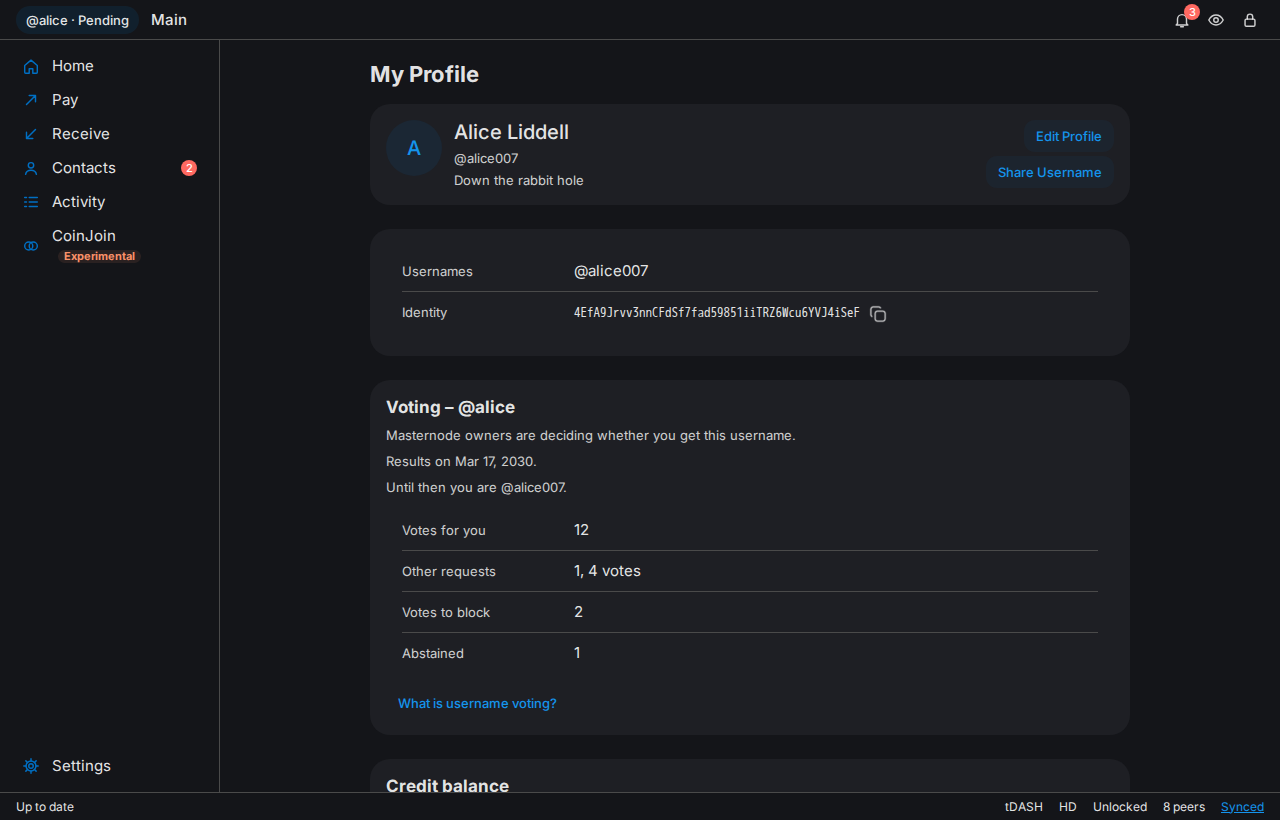 @alice · Pending
Main
3
Home
Pay
Receive
Contacts
2
Activity
CoinJoin
Experimental
Settings
My Profile
A
Alice Liddell
@alice007
Down the rabbit hole
Edit Profile
Share Username
Usernames @alice007
Identity 4EfA9Jrvv3nnCFdSf7fad59851iiTRZ6Wcu6YVJ4iSeF
Voting – @alice
Masternode owners are deciding whether you get this username.
Results on Mar 17, 2030.
Until then you are @alice007.
Votes for you 12
Other requests 1, 4 votes
Votes to block 2
Abstained 1
What is username voting?
Credit balance
Up to date
tDASH HD Unlocked 8 peers Synced